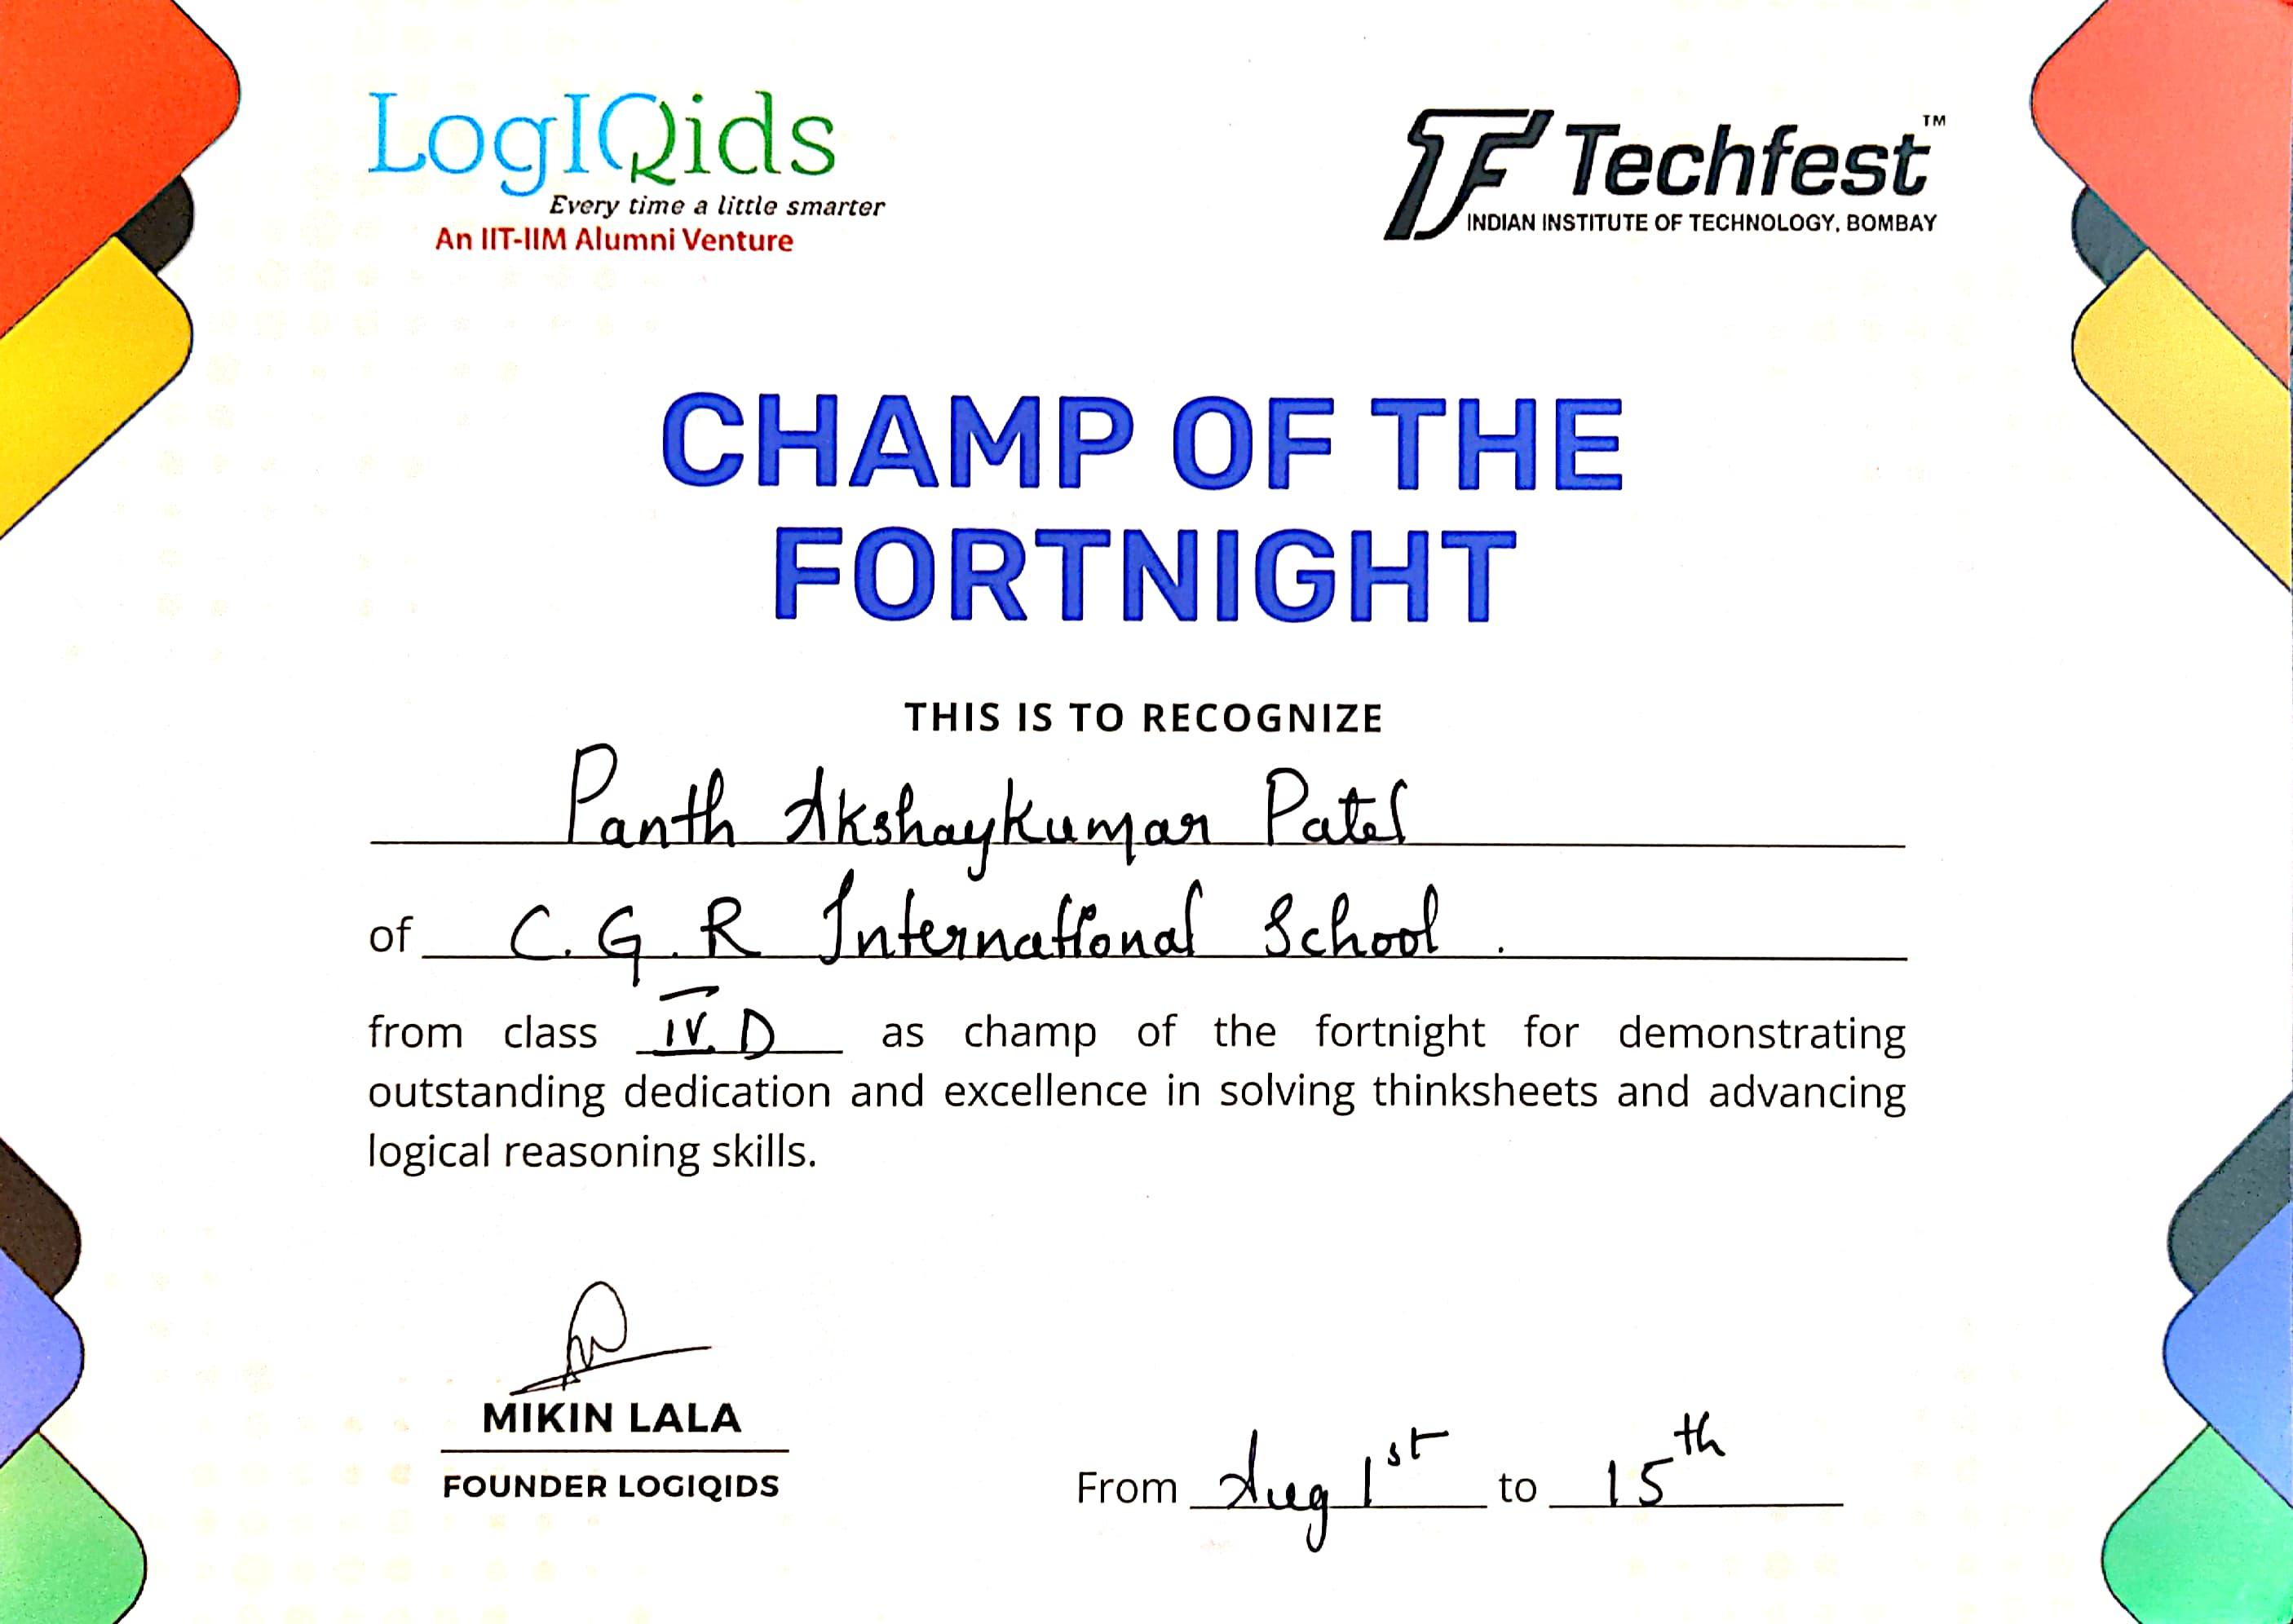 LogIQids
Every time a little smarter
An IIT-IIM Alumni Venture
TF Techfest™
INDIAN INSTITUTE OF TECHNOLOGY, BOMBAY
CHAMP OF THE
FORTNIGHT
THIS IS TO RECOGNIZE
Panth Akshaykumar Patel
of C. G. R International School.
from class IV. D as champ of the fortnight for demonstrating
outstanding dedication and excellence in solving thinksheets and advancing
logical reasoning skills.
MIKIN LALA
FOUNDER LOGIQIDS
From Aug 1st to 15th